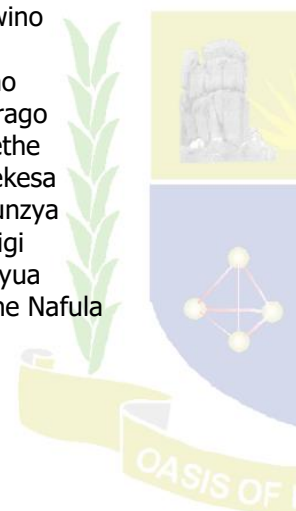 wino
no
rago
ethe
ekesa
unzya
igi
yua
ne Nafula
OASIS OF